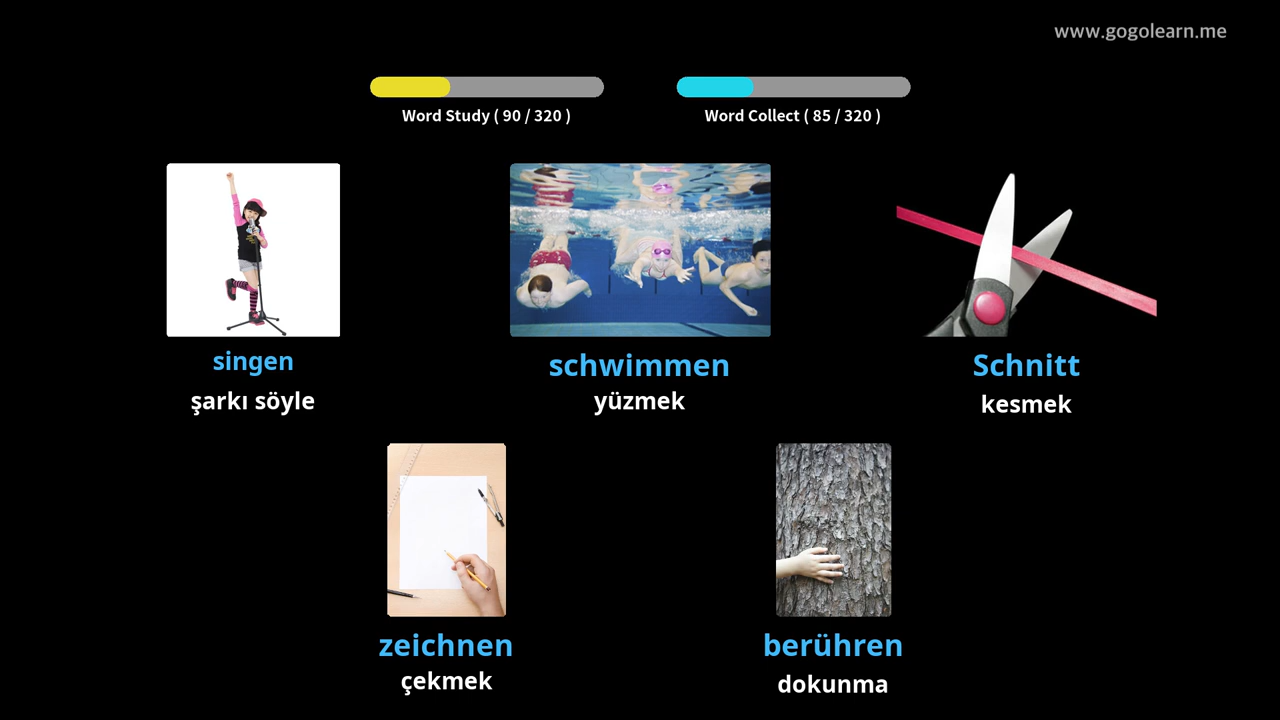 www.gogolearn.me
Word Study ( 90 / 320 )
Word Collect ( 85 / 320 )
singen
şarkı söyle
schwimmen
yüzmek
Schnitt
kesmek
zeichnen
çekmek
berühren
dokunma